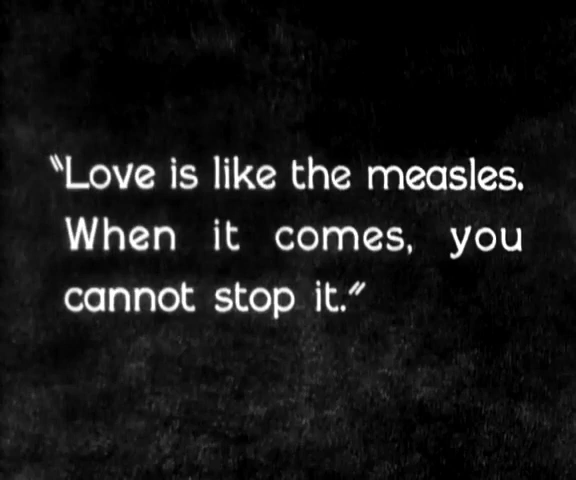 "Love is like the measles.
When it comes, you
cannot stop it."